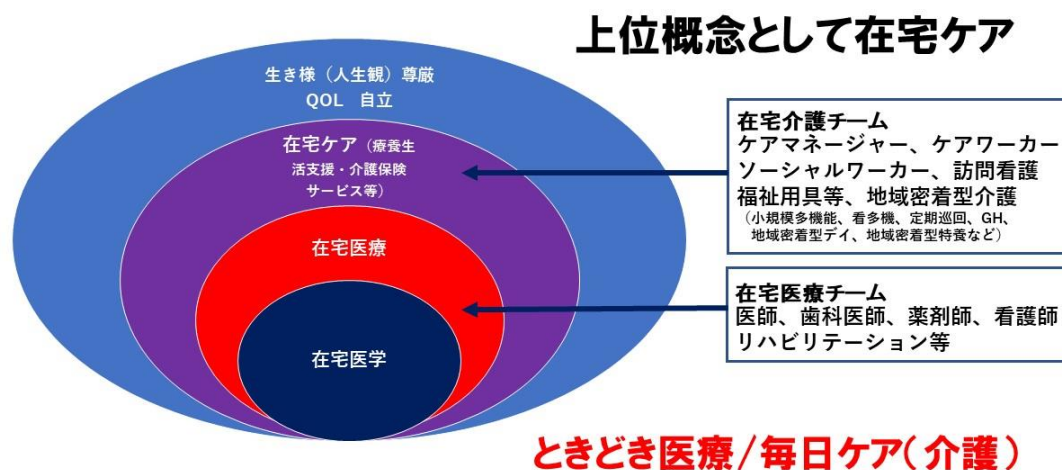 上位概念として在宅ケア
生き様（人生観）尊厳
QOL　自立
在宅ケア（療養生
活支援・介護保険
サービス等）
在宅医療
在宅医学
在宅介護チーム
ケアマネージャー、ケアワーカー
ソーシャルワーカー、訪問看護
福祉用具等、地域密着型介護
（小規模多機能、看多機、定期巡回、GH、
地域密着型デイ、地域密着型特養など）
在宅医療チーム
医師、歯科医師、薬剤師、看護師
リハビリテーション等
ときどき医療/毎日ケア（介護）